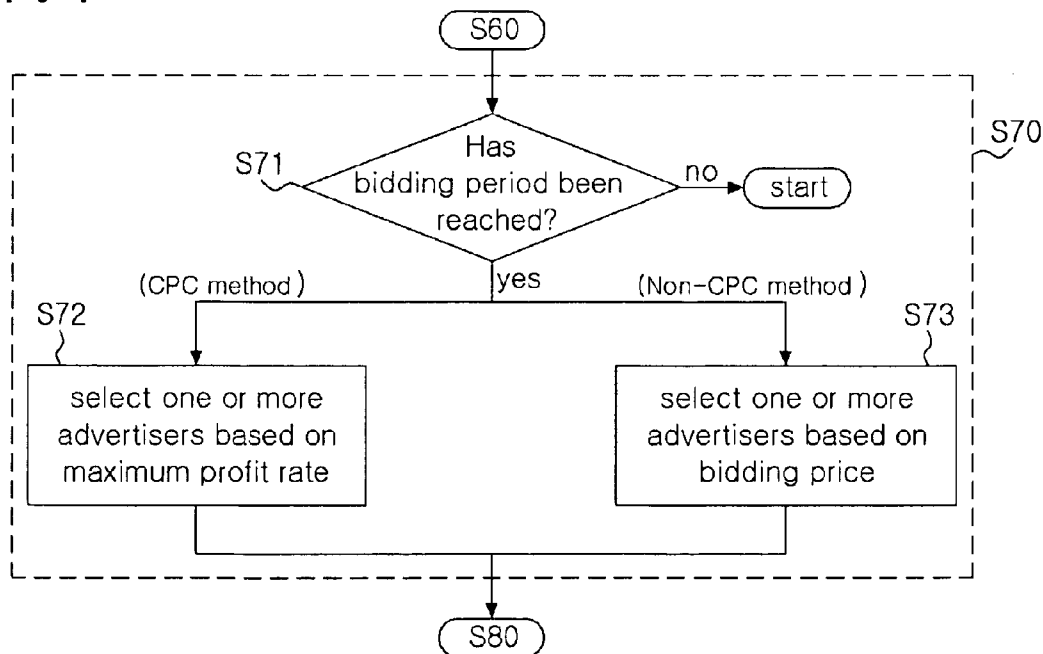 S60
S70
S71
Has
bidding period been
reached?
no
start
yes
(CPC method)
(Non-CPC method)
S72
S73
select one or more
advertisers based on
maximum profit rate
select one or more
advertisers based on
bidding price
S80